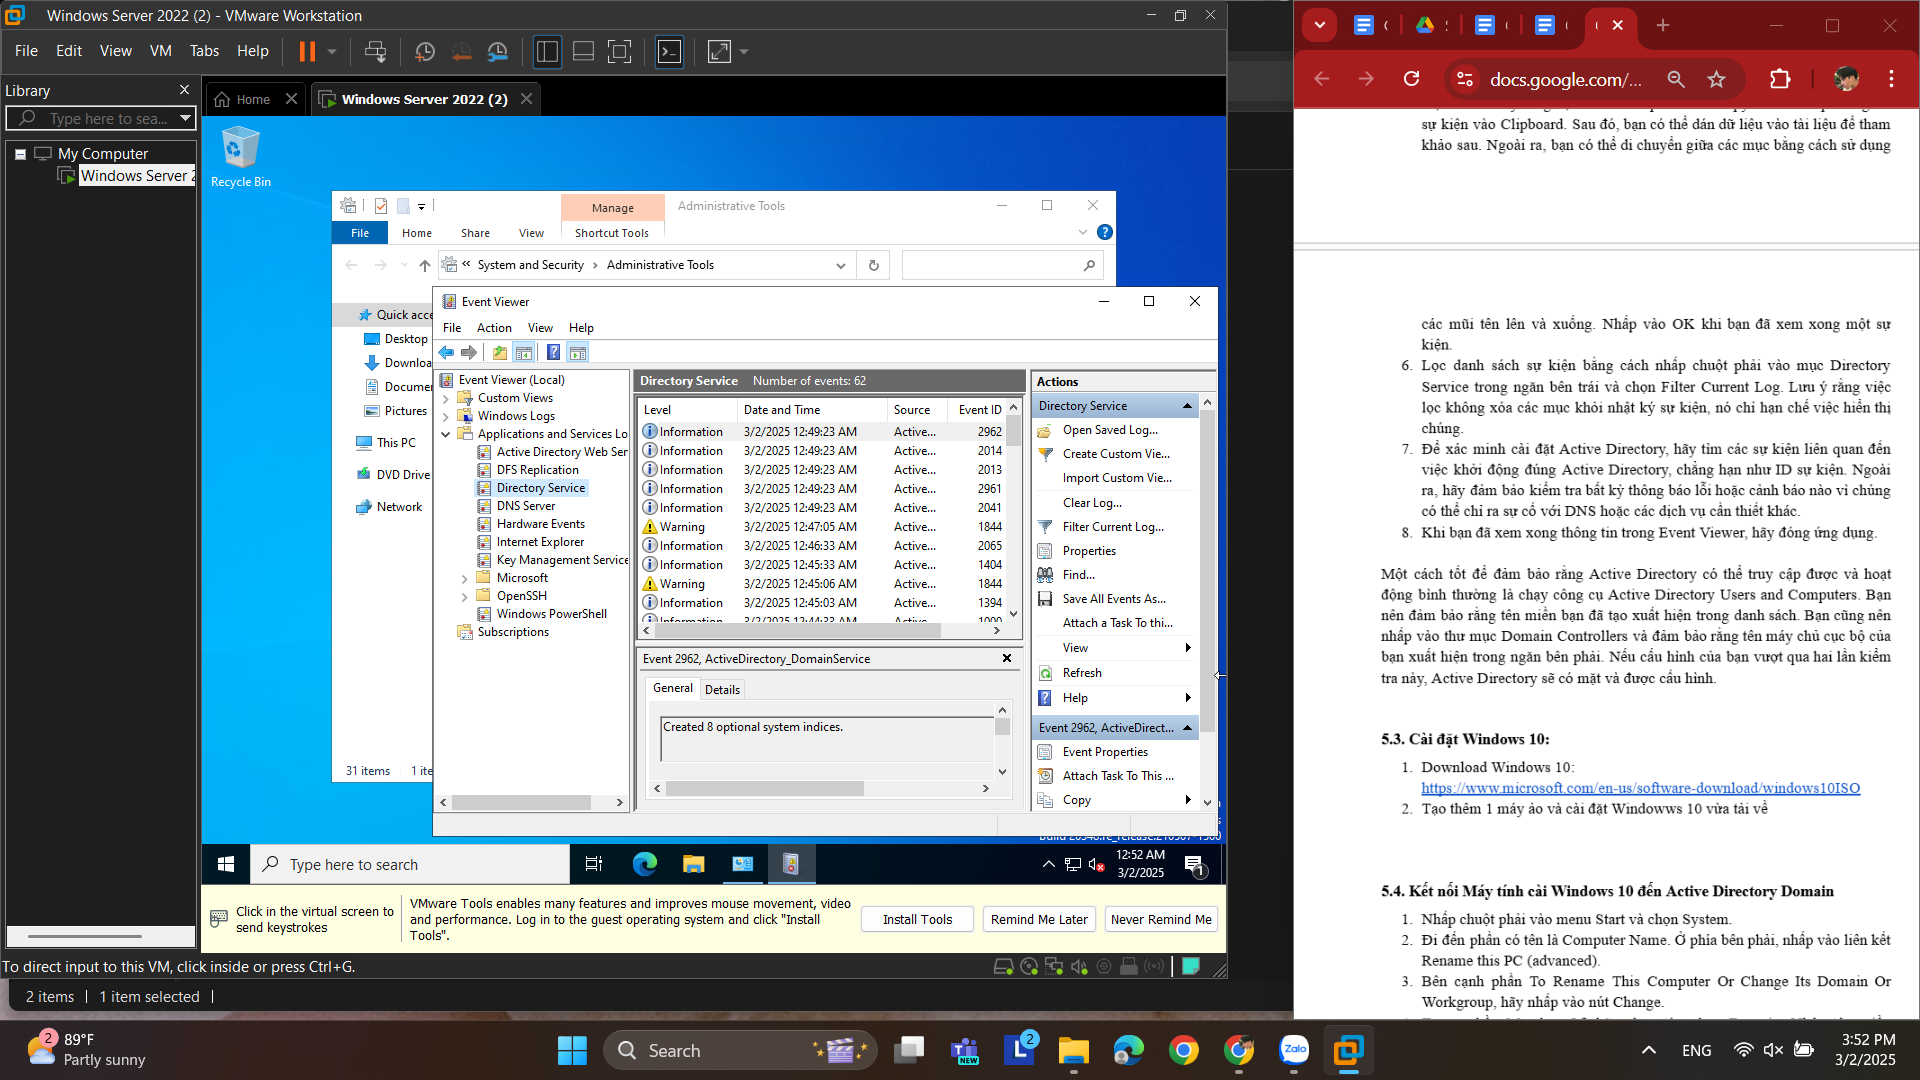 Windows Server 2022 (2) - VMware Workstation
File Edit View VM Tabs Help
Library
Type here to sea...
My Computer
Windows Server 2
Home
Windows Server 2022 (2)
Recycle Bin
Manage
Administrative Tools
File Home Share View Shortcut Tools
« System and Security › Administrative Tools
Quick acce
Desktop
Downloa
Documer
Pictures
This PC
DVD Drive
Network
31 items 1 ite
Event Viewer
File Action View Help
Event Viewer (Local)
Custom Views
Windows Logs
Applications and Services Lo
Active Directory Web Ser
DFS Replication
Directory Service
DNS Server
Hardware Events
Internet Explorer
Key Management Service
Microsoft
OpenSSH
Windows PowerShell
Subscriptions
Directory Service Number of events: 62
Level Date and Time Source Event ID
Information 3/2/2025 12:49:23 AM Active... 2962
Information 3/2/2025 12:49:23 AM Active... 2014
Information 3/2/2025 12:49:23 AM Active... 2013
Information 3/2/2025 12:49:23 AM Active... 2961
Information 3/2/2025 12:49:23 AM Active... 2041
Warning 3/2/2025 12:47:05 AM Active... 1844
Information 3/2/2025 12:46:33 AM Active... 2065
Information 3/2/2025 12:45:33 AM Active... 1404
Warning 3/2/2025 12:45:06 AM Active... 1844
Information 3/2/2025 12:45:03 AM Active... 1394
Information 3/2/2025 12:44:33 AM Active... 1000
Event 2962, ActiveDirectory_DomainService
General Details
Created 8 optional system indices.
Actions
Directory Service
Open Saved Log...
Create Custom Vie...
Import Custom Vie...
Clear Log...
Filter Current Log...
Properties
Find...
Save All Events As...
Attach a Task To thi...
View
Refresh
Help
Event 2962, ActiveDirect...
Event Properties
Attach Task To This ...
Copy
Type here to search
12:52 AM
3/2/2025
1
Click in the virtual screen to
send keystrokes
VMware Tools enables many features and improves mouse movement, video
and performance. Log in to the guest operating system and click "Install
Tools".
Install Tools
Remind Me Later
Never Remind Me
To direct input to this VM, click inside or press Ctrl+G.
2 items 1 item selected
docs.google.com/...
sự kiện vào Clipboard. Sau đó, bạn có thể dán dữ liệu vào tài liệu để tham
khảo sau. Ngoài ra, bạn có thể di chuyển giữa các mục bằng cách sử dụng
các mũi tên lên và xuống. Nhấp vào OK khi bạn đã xem xong một sự
kiện.
6. Lọc danh sách sự kiện bằng cách nhấp chuột phải vào mục Directory
Service trong ngăn bên trái và chọn Filter Current Log. Lưu ý rằng việc
lọc không xóa các mục khỏi nhật ký sự kiện, nó chỉ hạn chế việc hiển thị
chúng.
7. Để xác minh cài đặt Active Directory, hãy tìm các sự kiện liên quan đến
việc khởi động đúng Active Directory, chẳng hạn như ID sự kiện. Ngoài
ra, hãy đảm bảo kiểm tra bất kỳ thông báo lỗi hoặc cảnh báo nào vì chúng
có thể chỉ ra sự cố với DNS hoặc các dịch vụ cần thiết khác.
8. Khi bạn đã xem xong thông tin trong Event Viewer, hãy đóng ứng dụng.
Một cách tốt để đảm bảo rằng Active Directory có thể truy cập được và hoạt
động bình thường là chạy công cụ Active Directory Users and Computers. Bạn
nên đảm bảo rằng tên miền bạn đã tạo xuất hiện trong danh sách. Bạn cũng nên
nhấp vào thư mục Domain Controllers và đảm bảo rằng tên máy chủ cục bộ của
bạn xuất hiện trong ngăn bên phải. Nếu cấu hình của bạn vượt qua hai lần kiểm
tra này, Active Directory sẽ có mặt và được cấu hình.
5.3. Cài đặt Windows 10:
1. Download Windows 10:
https://www.microsoft.com/en-us/software-download/windows10ISO
2. Tạo thêm 1 máy ảo và cài đặt Windowws 10 vừa tải về
5.4. Kết nối Máy tính cài Windows 10 đến Active Directory Domain
1. Nhấp chuột phải vào menu Start và chọn System.
2. Đi đến phần có tên là Computer Name. Ở phía bên phải, nhấp vào liên kết
Rename this PC (advanced).
3. Bên cạnh phần To Rename This Computer Or Change Its Domain Or
Workgroup, hãy nhấp vào nút Change.
2
89°F
Partly sunny
Search
NEW
2
Zalo
ENG
3:52 PM
3/2/2025